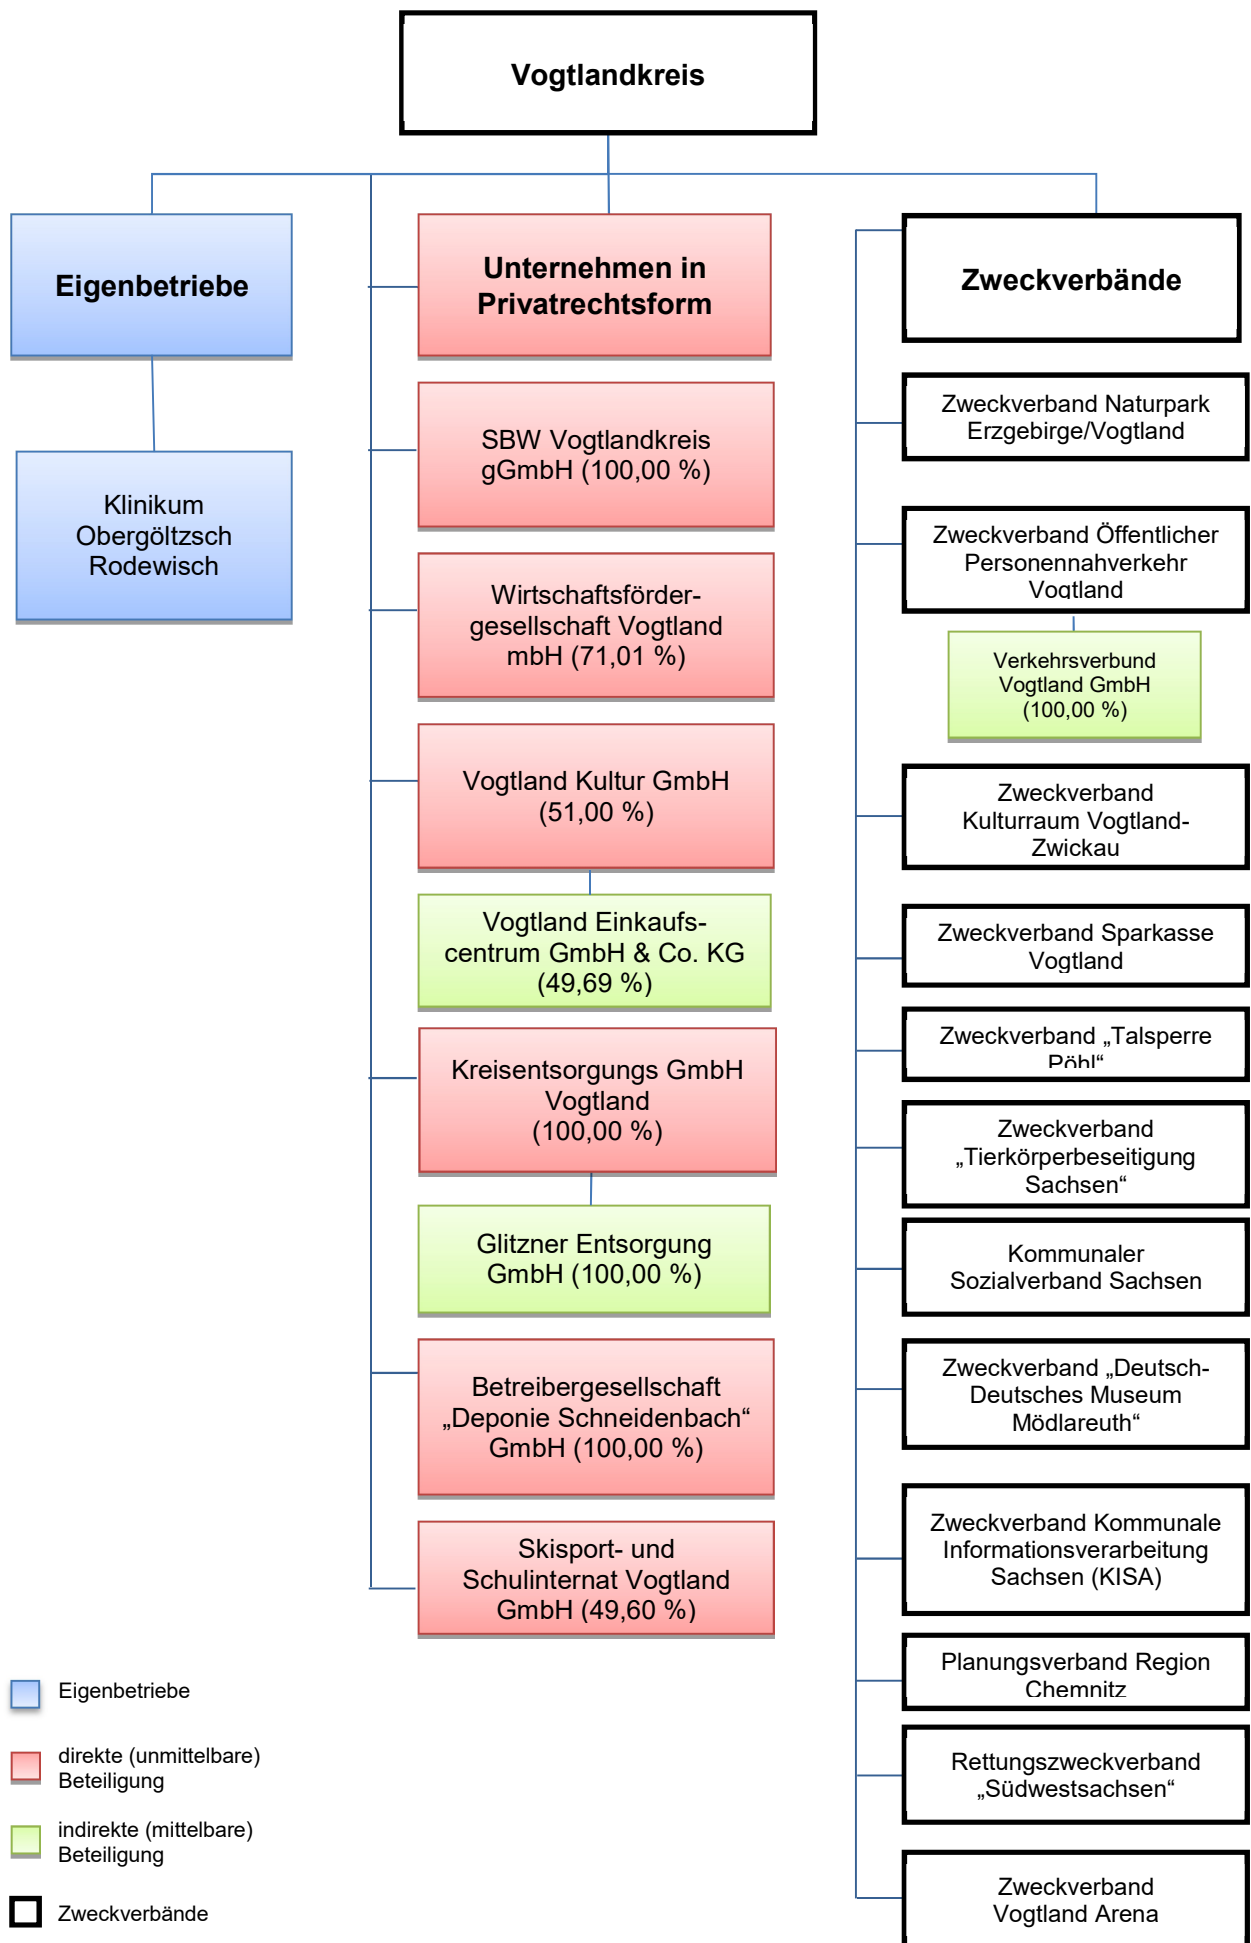 Vogtlandkreis
Eigenbetriebe
Klinikum
Obergöltzsch
Rodewisch
Unternehmen in
Privatrechtsform
SBW Vogtlandkreis
gGmbH (100,00 %)
Wirtschaftsförder-
gesellschaft Vogtland
mbH (71,01 %)
Vogtland Kultur GmbH
(51,00 %)
Vogtland Einkaufs-
centrum GmbH & Co. KG
(49,69 %)
Kreisentsorgungs GmbH
Vogtland
(100,00 %)
Glitzner Entsorgung
GmbH (100,00 %)
Betreibergesellschaft
„Deponie Schneidenbach“
GmbH (100,00 %)
Skisport- und
Schulinternat Vogtland
GmbH (49,60 %)
Zweckverbände
Zweckverband Naturpark
Erzgebirge/Vogtland
Zweckverband Öffentlicher
Personennahverkehr
Vogtland
Verkehrsverbund
Vogtland GmbH
(100,00 %)
Zweckverband
Kulturraum Vogtland-
Zwickau
Zweckverband Sparkasse
Vogtland
Zweckverband „Talsperre
Pöhl“
Zweckverband
„Tierkörperbeseitigung
Sachsen“
Kommunaler
Sozialverband Sachsen
Zweckverband „Deutsch-
Deutsches Museum
Mödlareuth“
Zweckverband Kommunale
Informationsverarbeitung
Sachsen (KISA)
Planungsverband Region
Chemnitz
Rettungszweckverband
„Südwestsachsen“
Zweckverband
Vogtland Arena
Eigenbetriebe
direkte (unmittelbare)
Beteiligung
indirekte (mittelbare)
Beteiligung
Zweckverbände